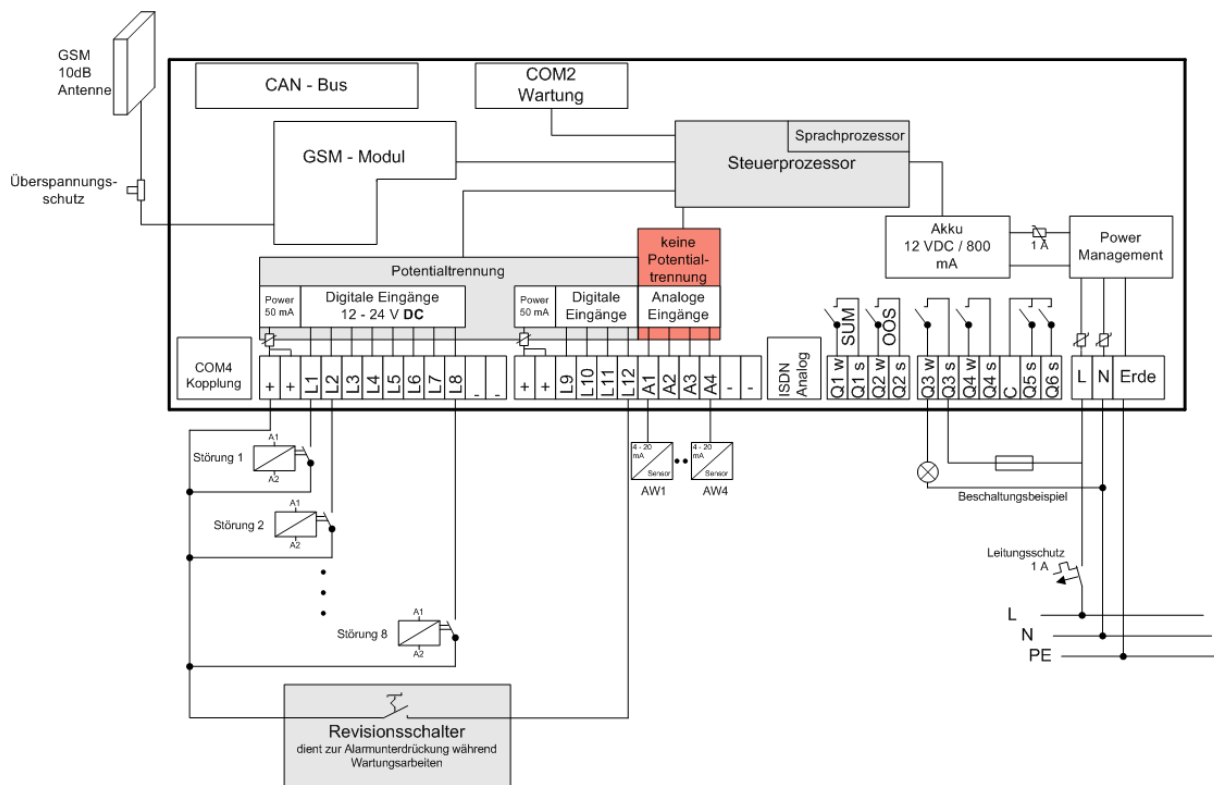 GSM
10dB
Antenne
Überspannungs-
schutz
CAN - Bus
COM2
Wartung
GSM - Modul
Sprachprozessor
Steuerprozessor
Akku
12 VDC / 800
mA
1 A
Power
Management
keine
Potential-
trennung
Potentialtrennung
Power
50 mA
Digitale Eingänge
12 - 24 V DC
Power
50 mA
Digitale
Eingänge
Analoge
Eingänge
COM4
Kopplung
+ + L1 L2 L3 L4 L5 L6 L7 L8 - -
+ + L9 L10 L11 L12 A1 A2 A3 A4 - -
ISDN
Analog
SUM
OOS
Q1 w Q1 s Q2 w Q2 s
Q3 w Q3 s Q4 w Q4 s C Q5 s Q6 s
L N Erde
Störung 1
A1
A2
Störung 2
A1
A2
Störung 8
A1
A2
4 - 20
mA
Sensor
AW1
4 - 20
mA
Sensor
AW4
Beschaltungsbeispiel
Leitungsschutz
1 A
L
N
PE
Revisionsschalter
dient zur Alarmunterdrückung während
Wartungsarbeiten